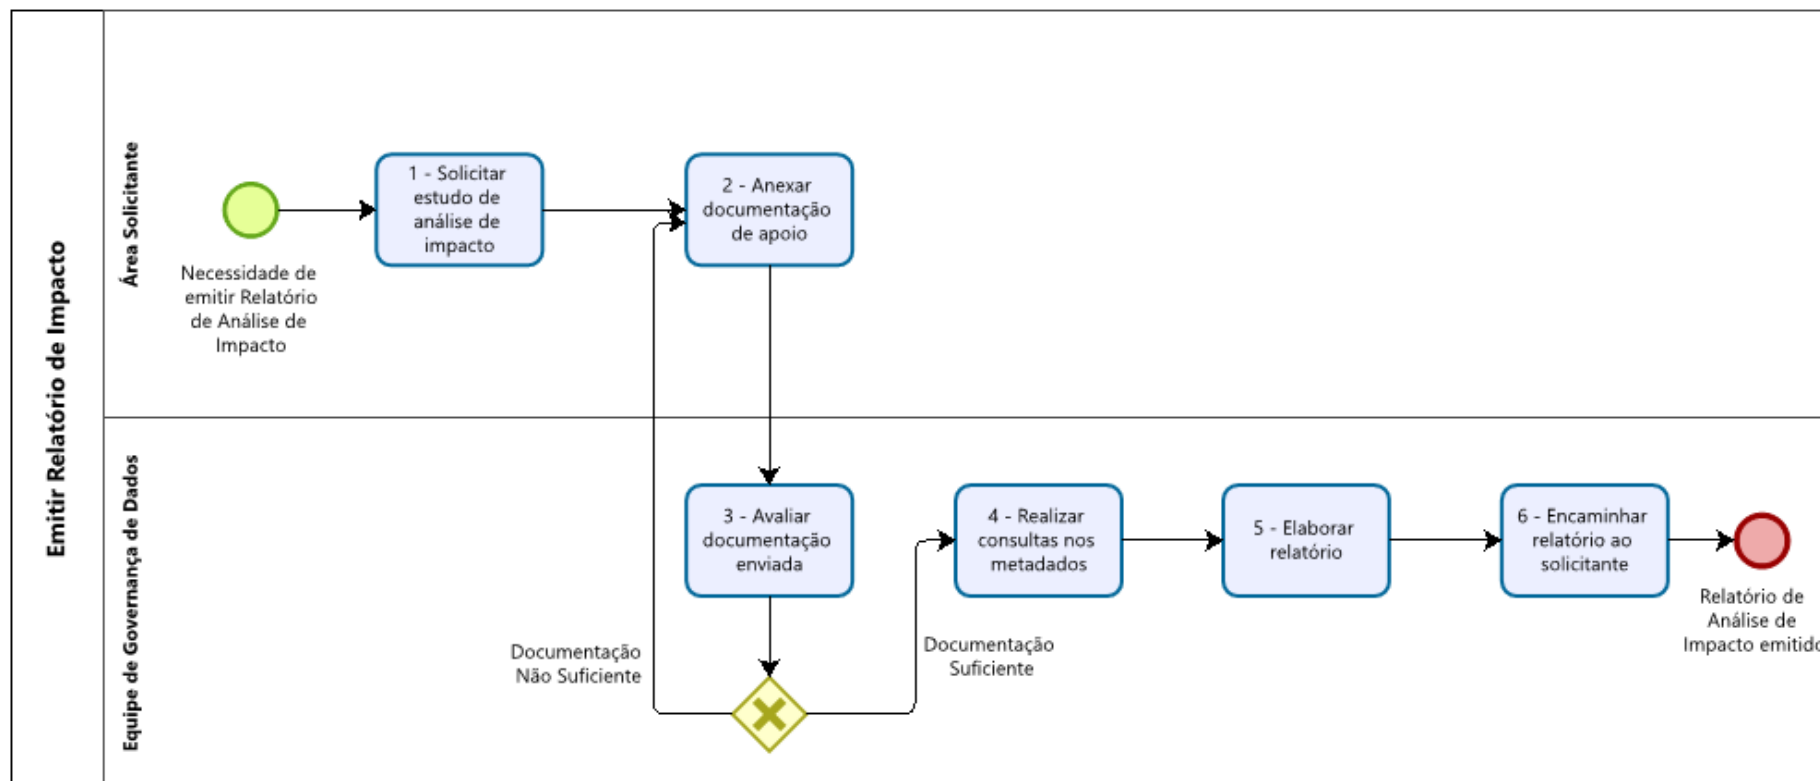 Emitir Relatório de Impacto
Área Solicitante
Necessidade de
emitir Relatório
de Análise de
Impacto
1 - Solicitar
estudo de
análise de
impacto
2 - Anexar
documentação
de apoio
Equipe de Governança de Dados
3 - Avaliar
documentação
enviada
Documentação
Não Suficiente
Documentação
Suficiente
4 - Realizar
consultas nos
metadados
5 - Elaborar
relatório
6 - Encaminhar
relatório ao
solicitante
Relatório de
Análise de
Impacto emitido